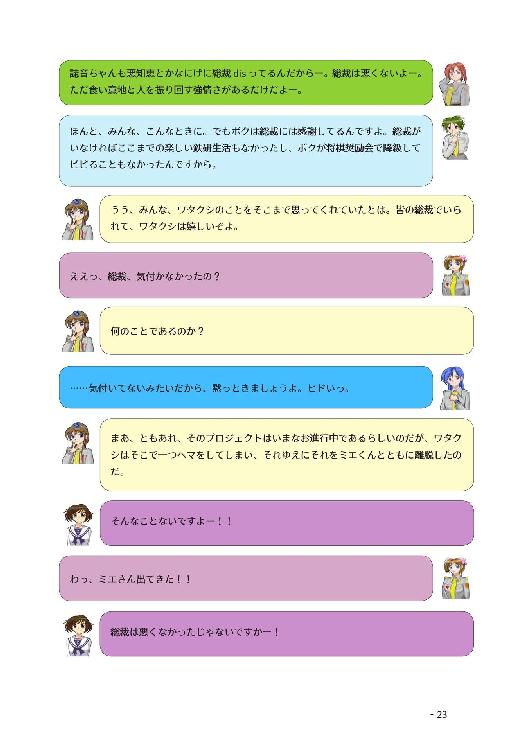 詩音ちゃんも悪知恵とかなにげに総裁 dis ってるんだからー。総裁は悪くないよー。
ただ食い意地と人を振り回す強情さがあるだけだよー。
ほんと、みんな、こんなときに。でもボクは総裁には感謝してるんですよ。総裁が
いなければここまでの楽しい鉄研生活もなかったし、ボクが将棋奨励会で降級して
ビビることもなかったんですから。
うう、みんな、ワタクシのことをそこまで思ってくれていたとは。皆の総裁でいら
れて、ワタクシは嬉しいぞよ。
ええっ、総裁、気付かなかったの？
何のことであるのか？
……気付いてないみたいだから、黙っときましょうよ。ヒドいっ。
まあ、ともあれ、そのプロジェクトはいまなお進行中であるらしいのだが、ワタク
シはそこで一つヘマをしてしまい、それゆえにそれをミエくんとともに離脱したの
だ。
そんなことないですよー！！
わっ、ミエさん出てきた！！
総裁は悪くなかったじゃないですかー！
- 23